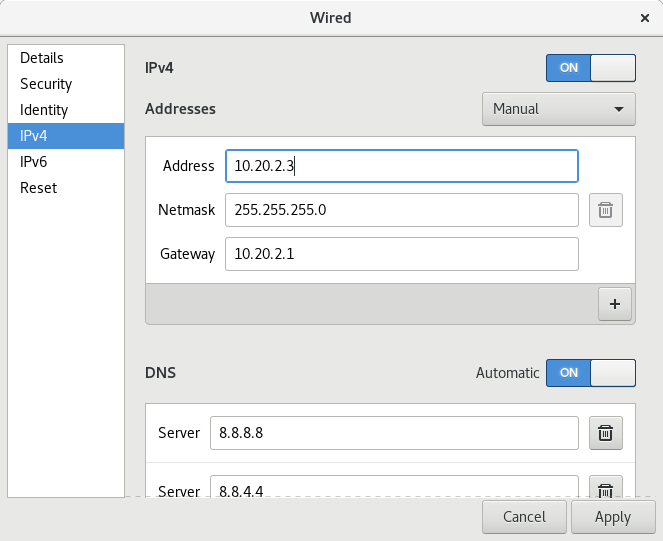 Wired
Details
Security
Identity
IPv4
IPv6
Reset
IPv4 ON
Addresses Manual
Address 10.20.2.3
Netmask 255.255.255.0
Gateway 10.20.2.1
+
DNS Automatic ON
Server 8.8.8.8
Server 8.8.4.4
Cancel Apply